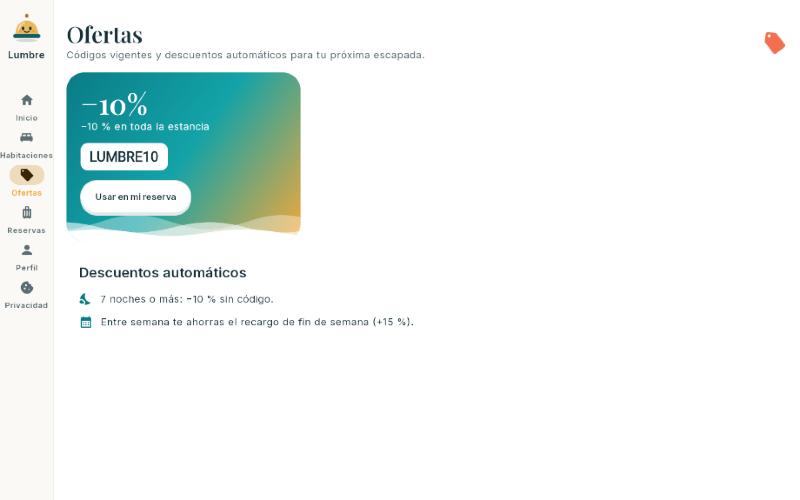 Lumbre
Inicio
Habitaciones
Ofertas
Reservas
Perfil
Privacidad
Ofertas
Códigos vigentes y descuentos automáticos para tu próxima escapada.
−10%
−10 % en toda la estancia
LUMBRE10
Usar en mi reserva
Descuentos automáticos
7 noches o más: −10 % sin código.
Entre semana te ahorras el recargo de fin de semana (+15 %).